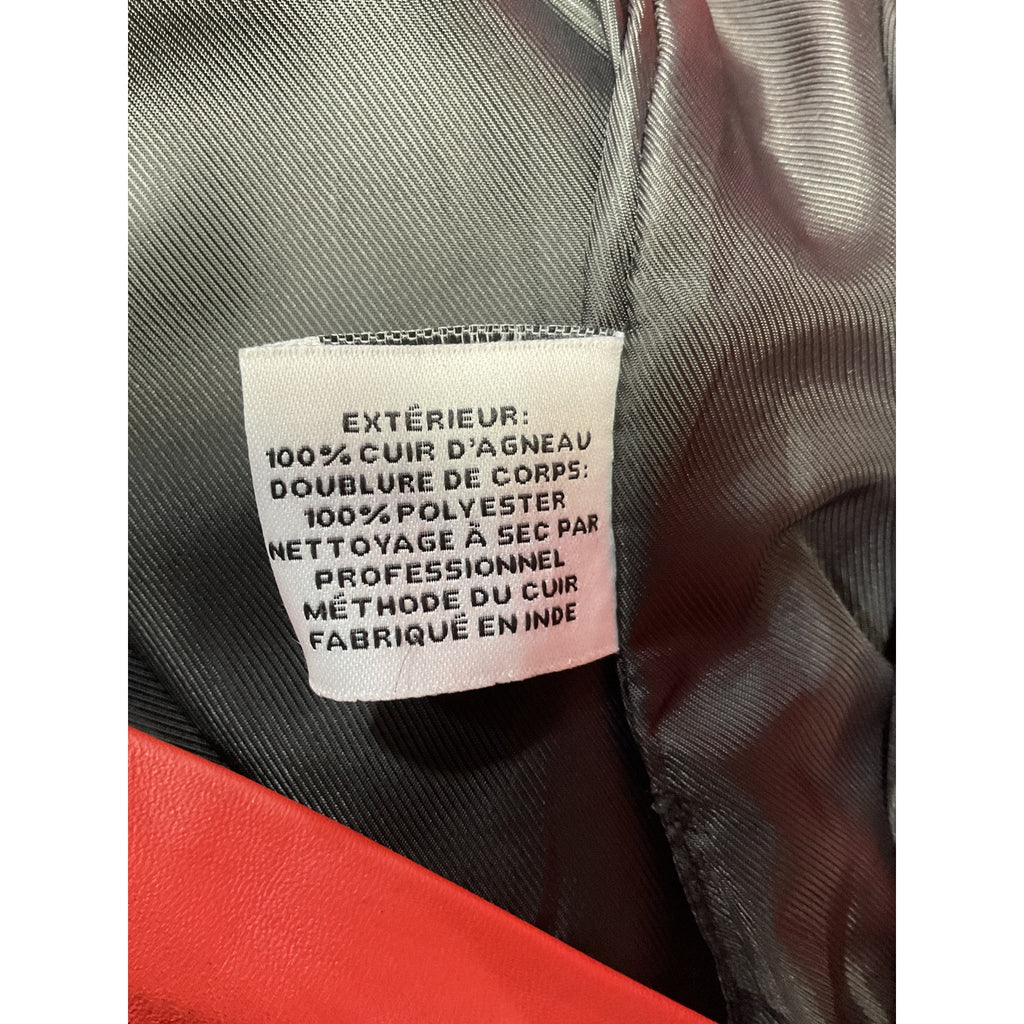 EXTÉRIEUR:
100% CUIR D'AGNEAU
DOUBLURE DE CORPS:
100% POLYESTER
NETTOYAGE À SEC PAR
PROFESSIONNEL
MÉTHODE DU CUIR
FABRIQUÉ EN INDE